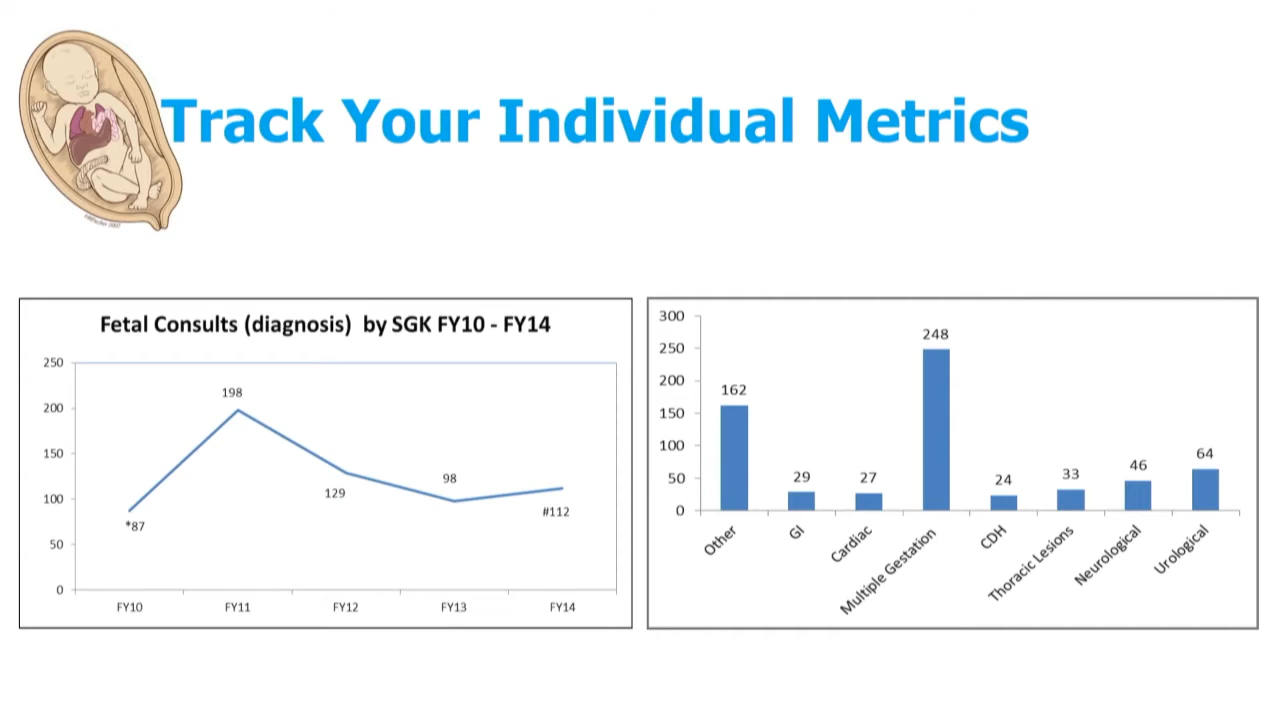 Track Your Individual Metrics
Fetal Consults (diagnosis) by SGK FY10 - FY14
250
200
150
100
50
0
*87
198
129
98
#112
FY10
FY11
FY12
FY13
FY14
300
250
200
150
100
50
0
162
29
27
248
24
33
46
64
Other
GI
Cardiac
Multiple Gestation
CDH
Thoracic Lesions
Neurological
Urological